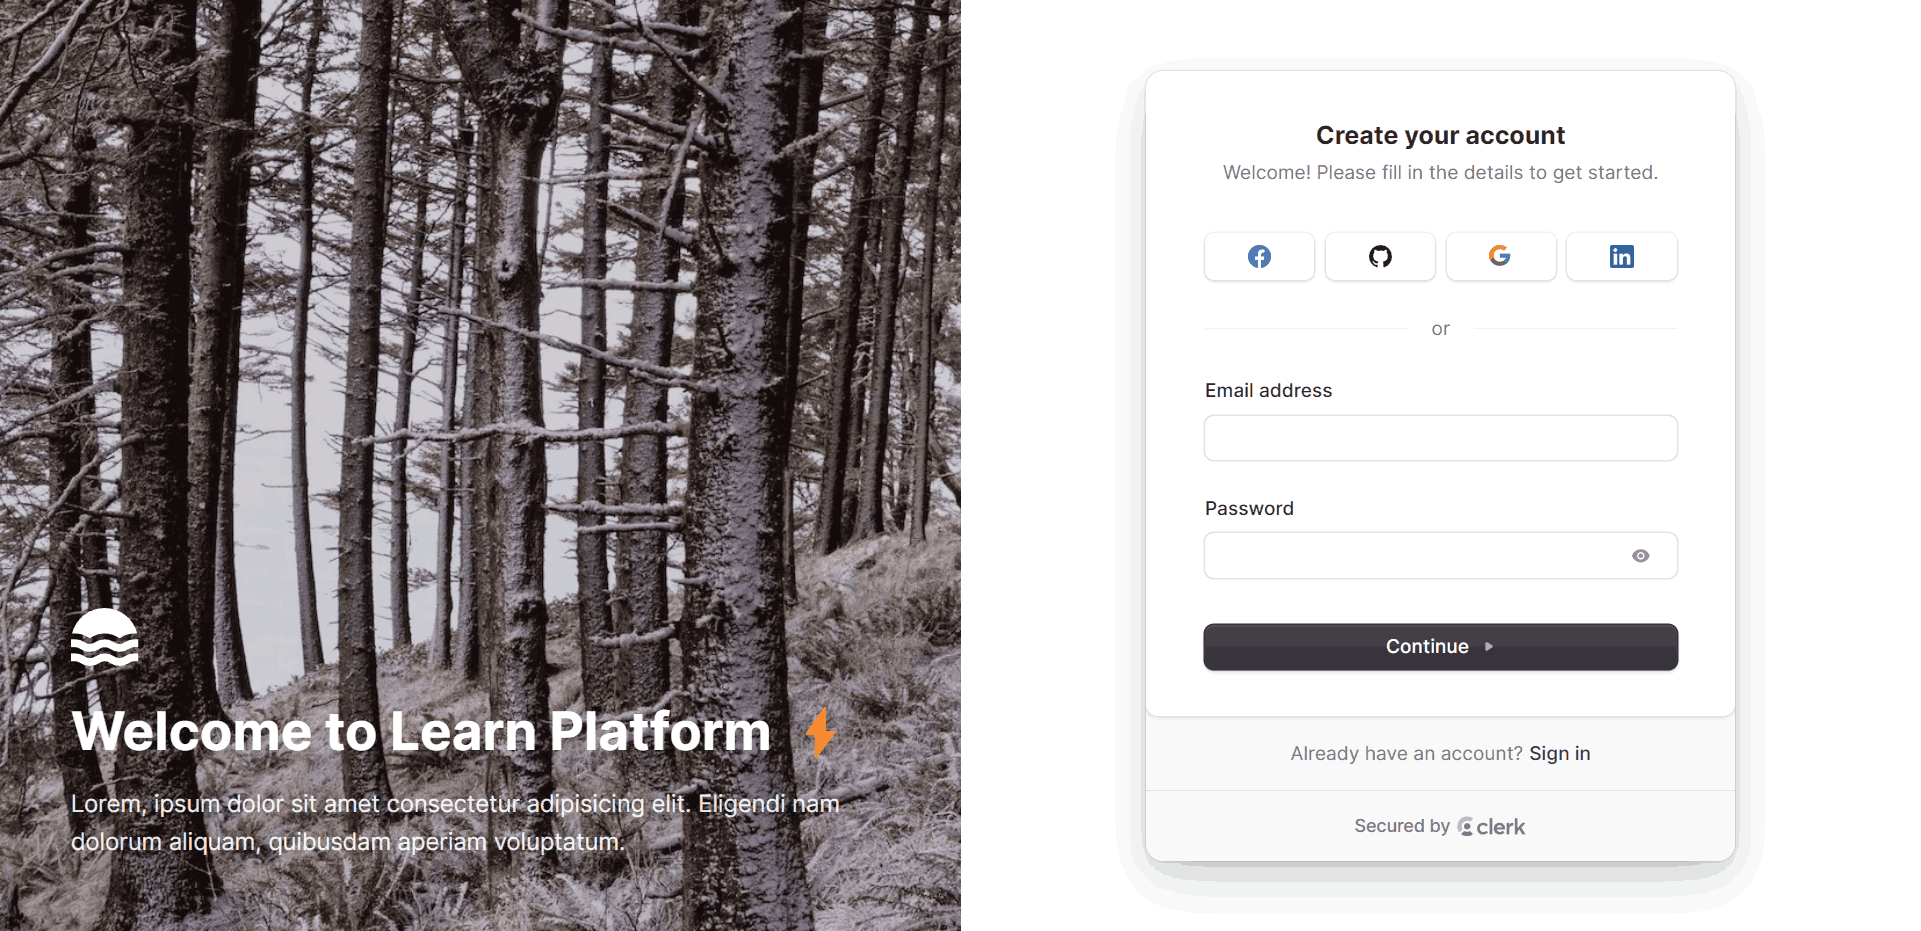 Welcome to Learn Platform
Lorem, ipsum dolor sit amet consectetur adipisicing elit. Eligendi nam
dolorum aliquam, quibusdam aperiam voluptatum.
Create your account
Welcome! Please fill in the details to get started.
or
Email address
Password
Continue
Already have an account? Sign in
Secured by clerk